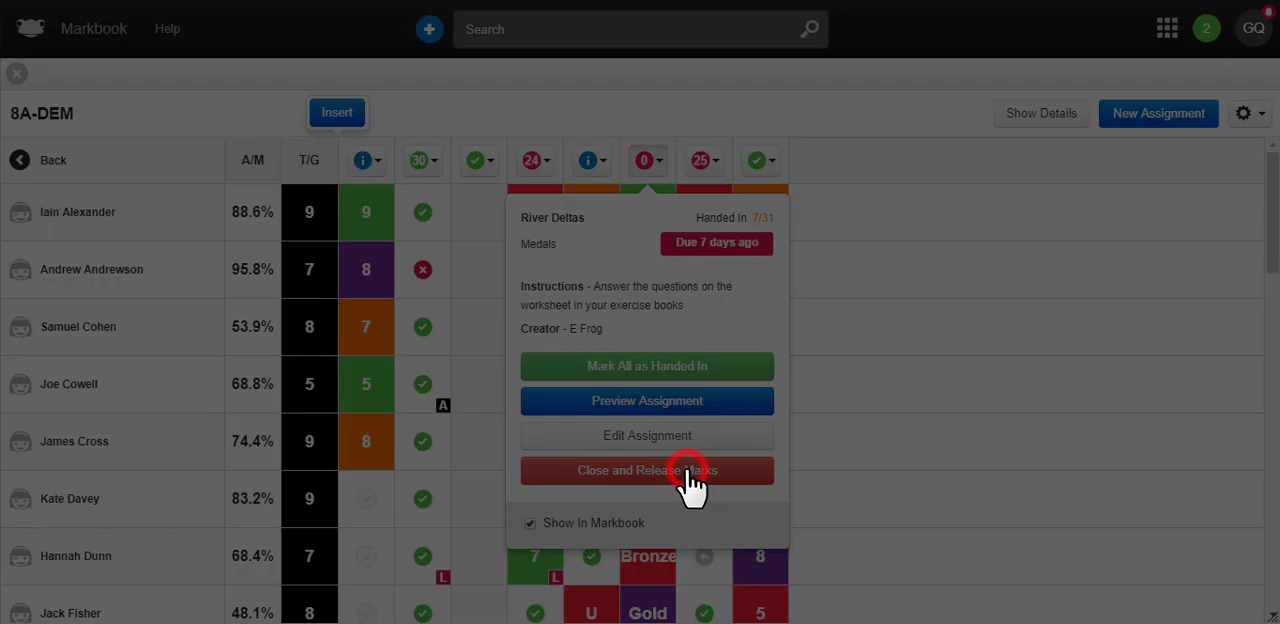 Markbook Help Search 2 GQ
8A-DEM Insert Show Details New Assignment
Back A/M T/G i 30 24 i 0 25
Iain Alexander 88.6% 9 9
River Deltas Handed In 7/31
Medals Due 7 days ago
Andrew Andrewson 95.8% 7 8
Instructions - Answer the questions on the
worksheet in your exercise books
Samuel Cohen 53.9% 8 7
Creator - E Frog
Mark All as Handed In
Joe Cowell 68.8% 5 5 A
Preview Assignment
Edit Assignment
James Cross 74.4% 9 8
Close and Release Marks
Kate Davey 83.2% 9
Show In Markbook
Hannah Dunn 68.4% 7 L 7 L Bronze 8
Jack Fisher 48.1% 8 U Gold 5